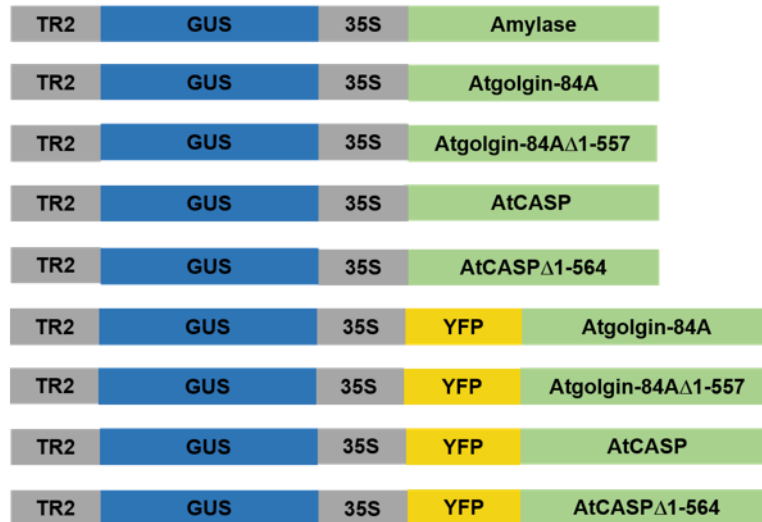 TR2 GUS 35S Amylase
TR2 GUS 35S Atgolgin-84A
TR2 GUS 35S Atgolgin-84AΔ1-557
TR2 GUS 35S AtCASP
TR2 GUS 35S AtCASPΔ1-564
TR2 GUS 35S YFP Atgolgin-84A
TR2 GUS 35S YFP Atgolgin-84AΔ1-557
TR2 GUS 35S YFP AtCASP
TR2 GUS 35S YFP AtCASPΔ1-564